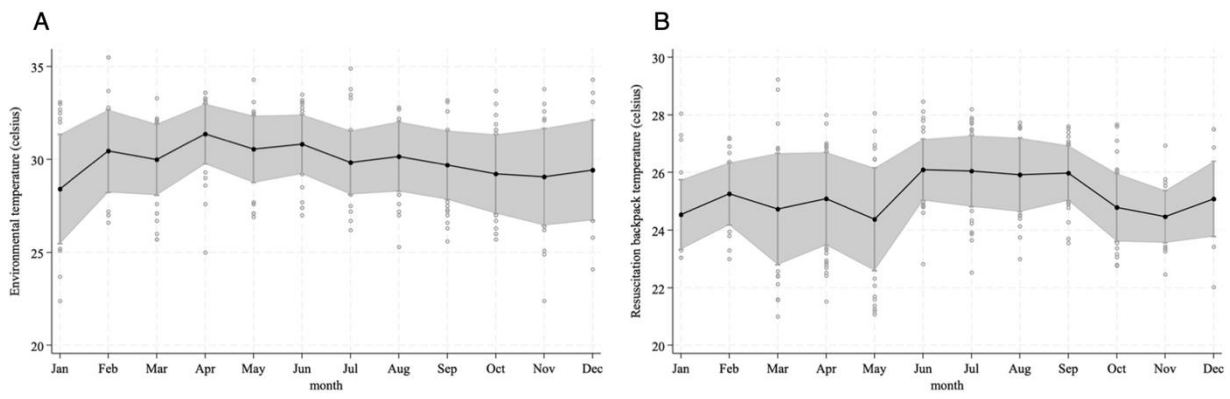 A
Environmental temperature (celsius)
35
30
25
20
Jan Feb Mar Apr May Jun Jul Aug Sep Oct Nov Dec
month
B
Resuscitation backpack temperature (celsius)
30
28
26
24
22
20
Jan Feb Mar Apr May Jun Jul Aug Sep Oct Nov Dec
month